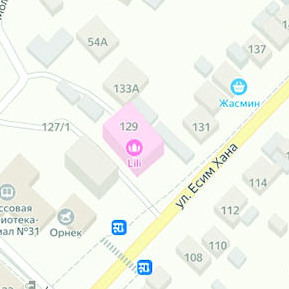 54А
137
133А
Жасмин
129
127/1
131
Lili
ул. Есим Хана
114
ссовая
иотека-
ал №31
Орнек
112
110
108